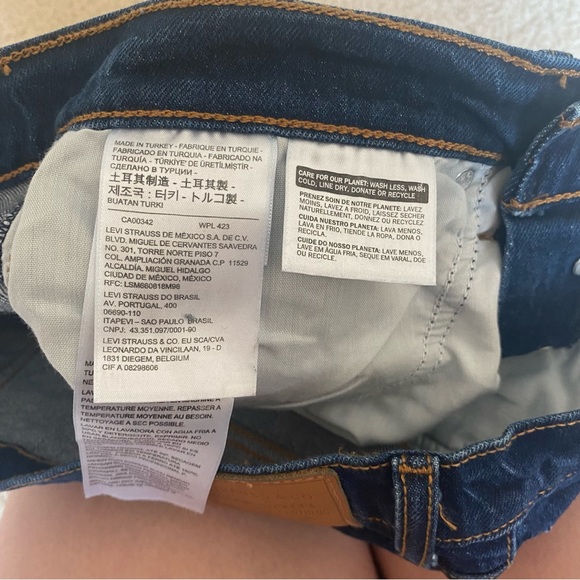 MADE IN TURKEY - FABRIQUE EN TURQUIE -
FABRICADO EN TURQUIA - FABRICADO NA
TURQUÍA - TÜRKİYE'DE ÜRETİLMİŞTİR -
СДЕЛАНО В ТУРЦИИ -
土耳其制造 - 土耳其製 -
제조국 : 터키 - トルコ製 -
BUATAN TURKI
CA00342 WPL 423
LEVI STRAUSS DE MÉXICO S.A. DE C.V.
BLVD. MIGUEL DE CERVANTES SAAVEDRA
NO. 301, TORRE NORTE PISO 7
COL. AMPLIACIÓN GRANADA C.P 11529
ALCALDÍA. MIGUEL HIDALGO
CIUDAD DE MÉXICO, MÉXICO
RFC: LSM660818M98
LEVI STRAUSS DO BRASIL
AV. PORTUGAL, 400
06690-110
ITAPEVI – SAO PAULO BRASIL
CNPJ: 43.351.097/0001-90
LEVI STRAUSS & CO. EU SCA/CVA
LEONARDO DA VINCILAAN, 19 - D
1831 DIEGEM, BELGIUM
CIF A 08298606
CARE FOR OUR PLANET: WASH LESS, WASH
COLD, LINE DRY, DONATE OR RECYCLE
PRENEZ SOIN DE NOTRE PLANETE: LAVEZ
MOINS, LAVEZ A FROID, LAISSEZ SECHER
NATURELLEMENT, DONNEZ OU RECYCLEZ
CUIDA NUESTRO PLANETA: LAVA MENOS,
LAVA EN FRIO, TIENDE LA ROPA, DONA O
RECICLA.
CUIDE DO NOSSO PLANETA: LAVE MENOS,
LAVE EM ÁGUA FRIA, SEQUE EM VARAL, DOE
OU RECICLE.
TEMPERATURE MOYENNE. REPASSER A
TEMPERATURE MOYENNE AU BESOIN.
NETTOYAGE A SEC POSSIBLE.
LAVAR EN LAVADORA CON AGUA FRIA A